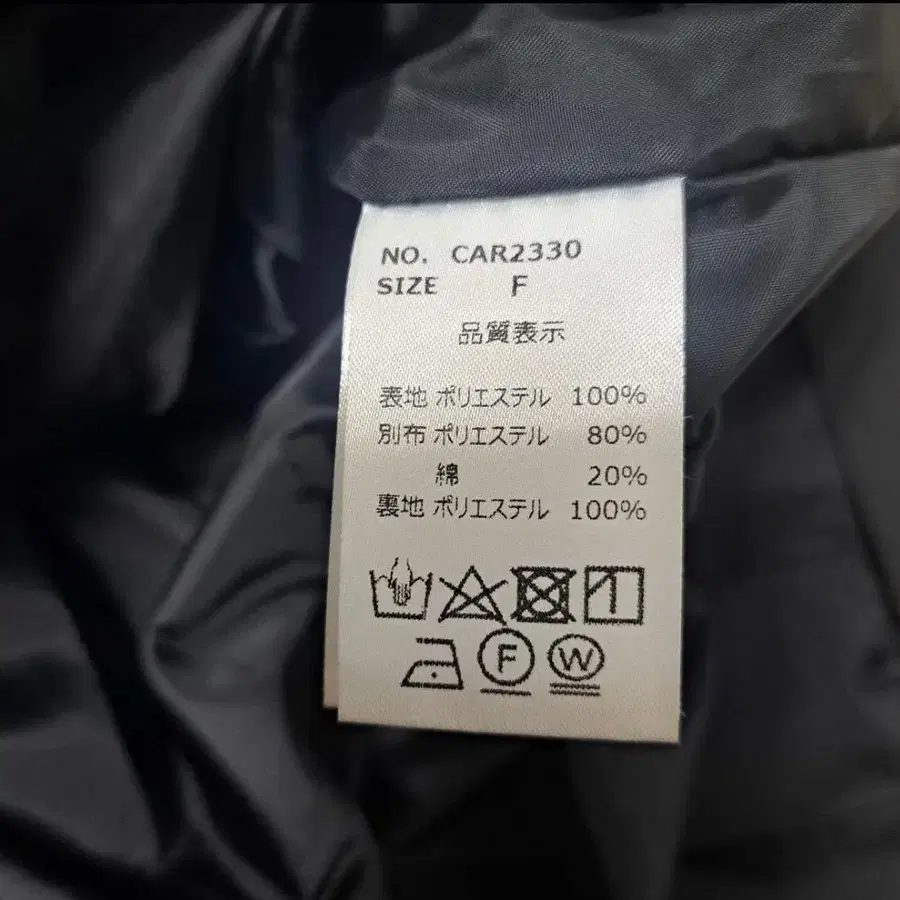 NO. CAR2330
SIZE F
品質表示
表地 ポリエステル 100%
別布 ポリエステル 80%
綿 20%
裏地 ポリエステル 100%
F W